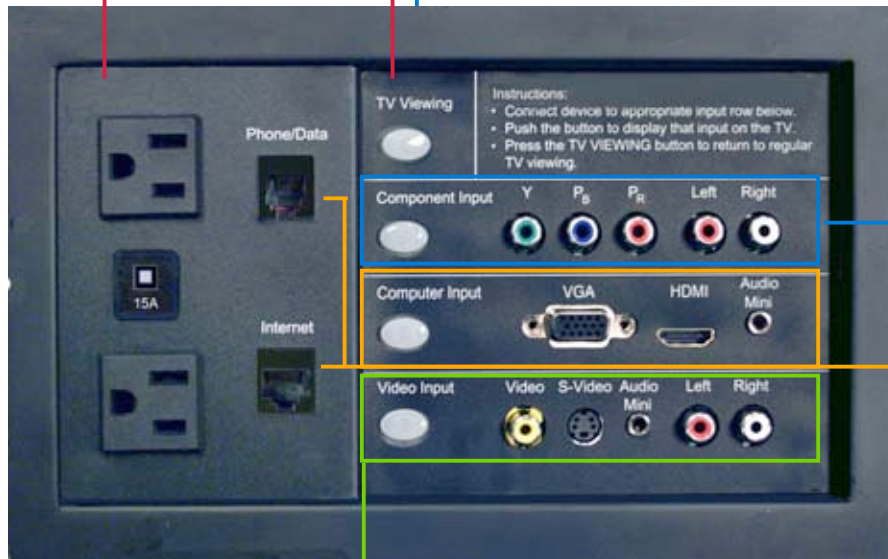 TV Viewing
Instructions:
• Connect device to appropriate input row below.
• Push the button to display that input on the TV.
• Press the TV VIEWING button to return to regular
TV viewing.
Phone/Data
15A
Internet
Component Input
Y PB PR Left Right
Computer Input
VGA HDMI Audio
Mini
Video Input
Video S-Video Audio
Mini
Left Right